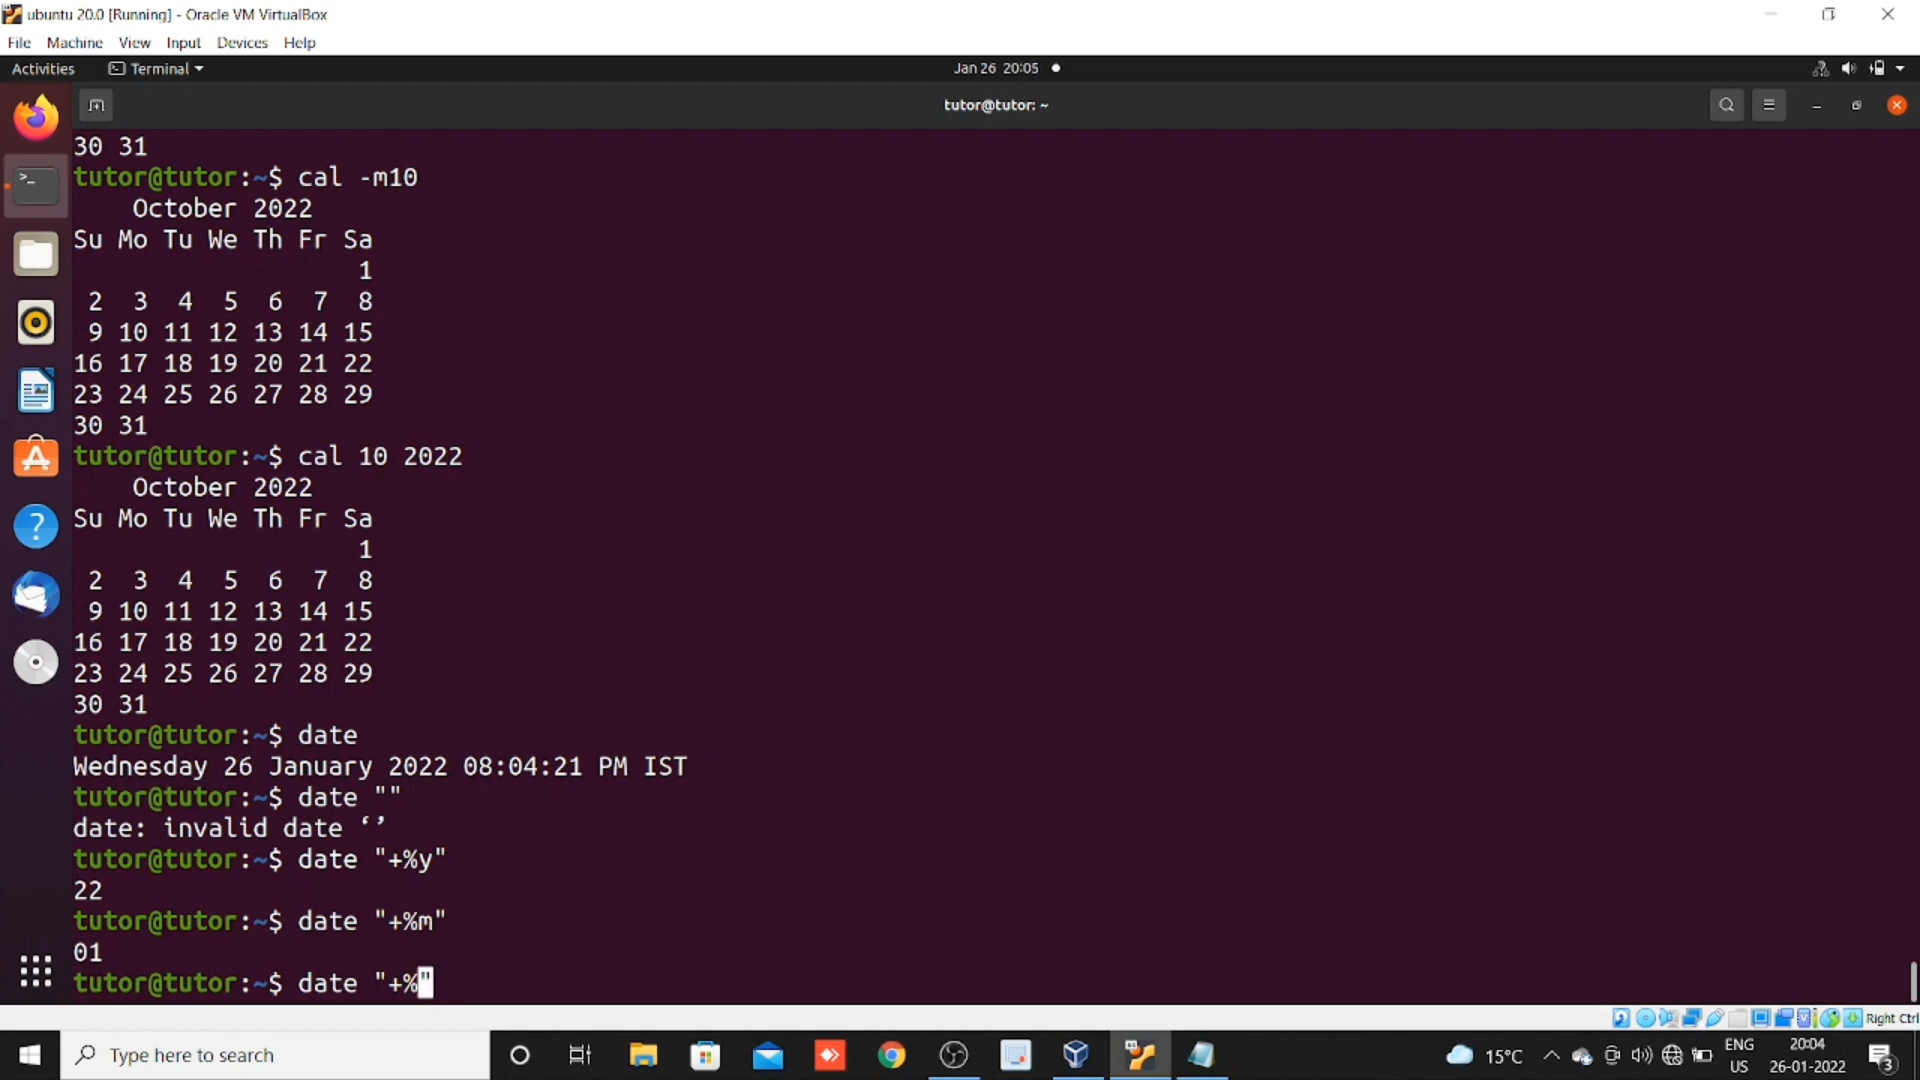 ubuntu 20.0 [Running] - Oracle VM VirtualBox
File Machine View Input Devices Help
Activities Terminal Jan 26 20:05
tutor@tutor: ~
30 31
tutor@tutor:~$ cal -m10
October 2022
Su Mo Tu We Th Fr Sa
1
2 3 4 5 6 7 8
9 10 11 12 13 14 15
16 17 18 19 20 21 22
23 24 25 26 27 28 29
30 31
tutor@tutor:~$ cal 10 2022
October 2022
Su Mo Tu We Th Fr Sa
1
2 3 4 5 6 7 8
9 10 11 12 13 14 15
16 17 18 19 20 21 22
23 24 25 26 27 28 29
30 31
tutor@tutor:~$ date
Wednesday 26 January 2022 08:04:21 PM IST
tutor@tutor:~$ date ""
date: invalid date ‘’
tutor@tutor:~$ date "+%y"
22
tutor@tutor:~$ date "+%m"
01
tutor@tutor:~$ date "+%"
Right Ctrl
Type here to search
15°C
ENG
US
20:04
26-01-2022
3